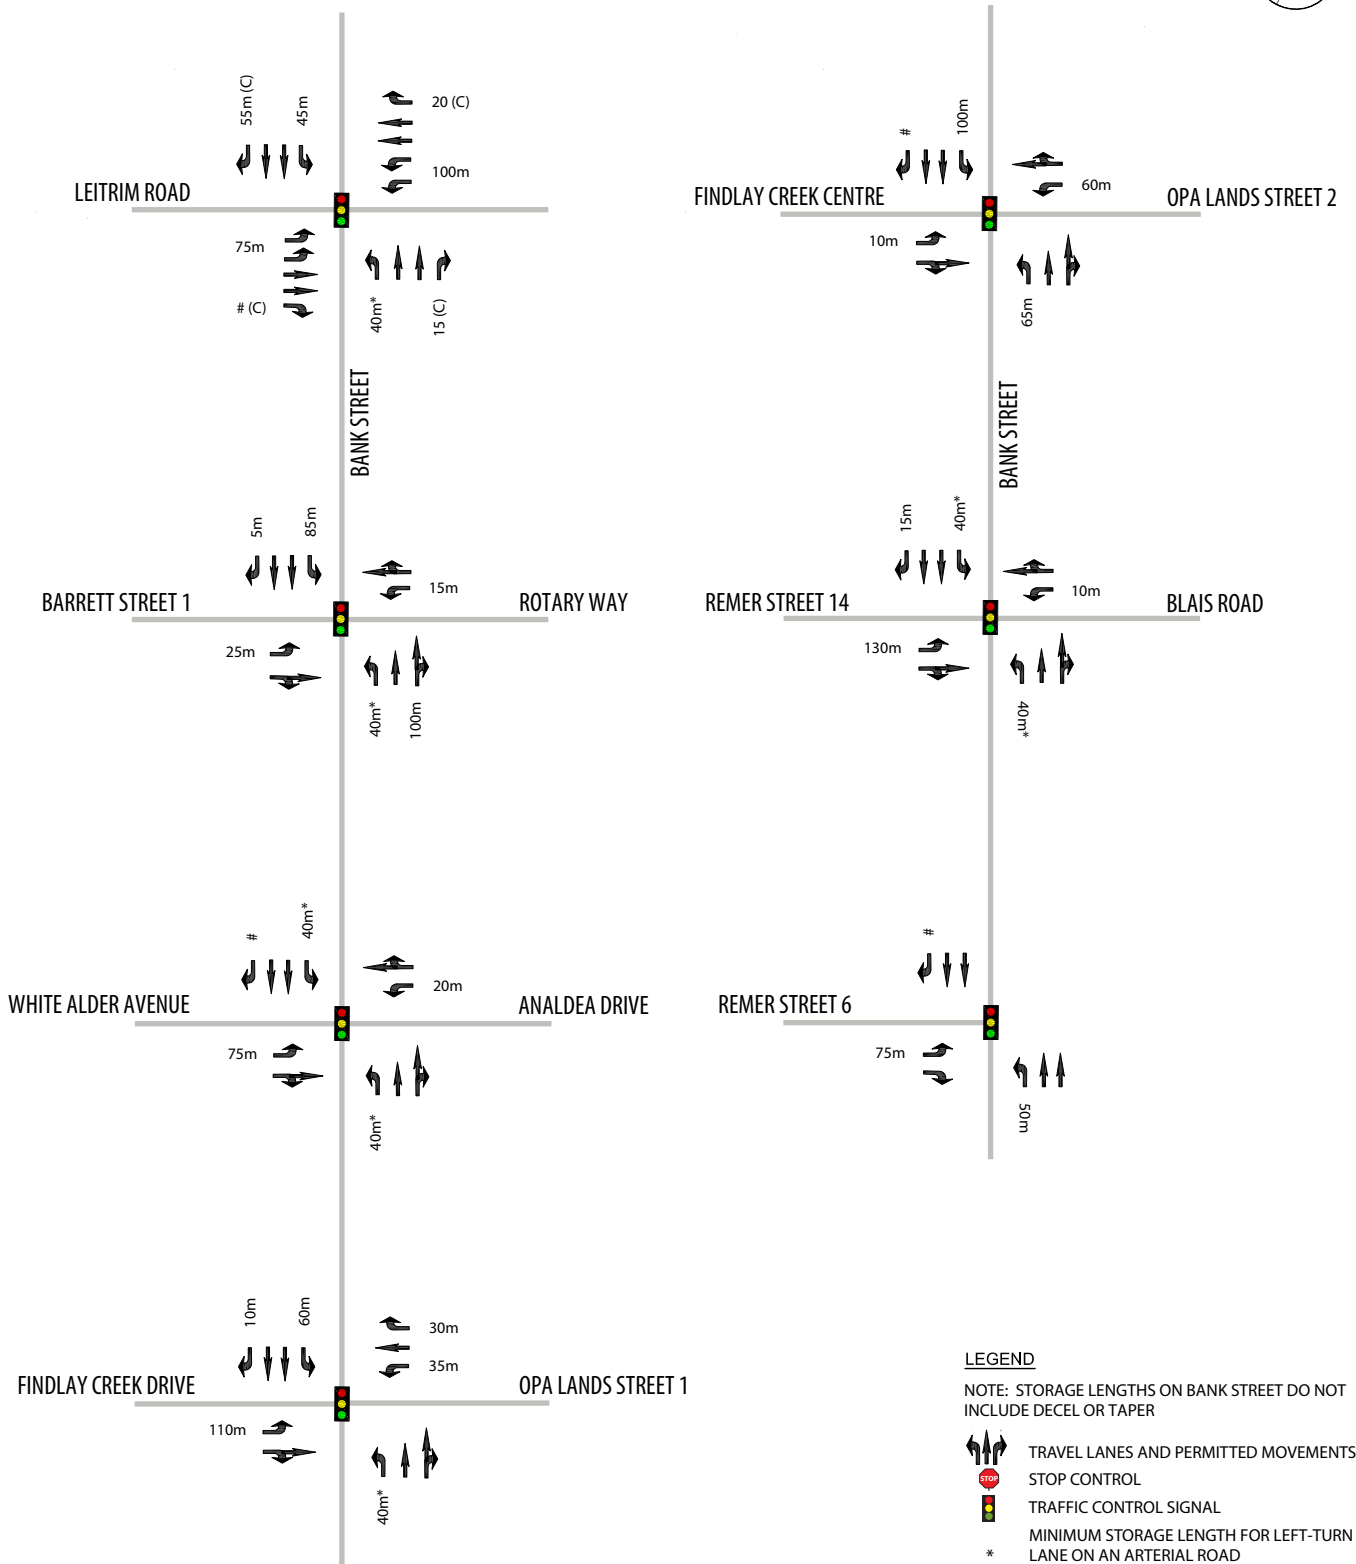 55m (C)
45m
20 (C)
100m
LEITRIM ROAD
75m
# (C)
40m*
15 (C)
BANK STREET
5m
85m
15m
BARRETT STREET 1
ROTARY WAY
25m
40m*
100m
#
40m*
20m
WHITE ALDER AVENUE
ANALDEA DRIVE
75m
40m*
10m
60m
30m
35m
FINDLAY CREEK DRIVE
OPA LANDS STREET 1
110m
40m*
#
100m
60m
FINDLAY CREEK CENTRE
OPA LANDS STREET 2
10m
65m
BANK STREET
15m
40m*
10m
REMER STREET 14
BLAIS ROAD
130m
40m*
#
REMER STREET 6
75m
50m
LEGEND
NOTE: STORAGE LENGTHS ON BANK STREET DO NOT
INCLUDE DECEL OR TAPER
TRAVEL LANES AND PERMITTED MOVEMENTS
STOP
STOP CONTROL
TRAFFIC CONTROL SIGNAL
MINIMUM STORAGE LENGTH FOR LEFT-TURN
* LANE ON AN ARTERIAL ROAD